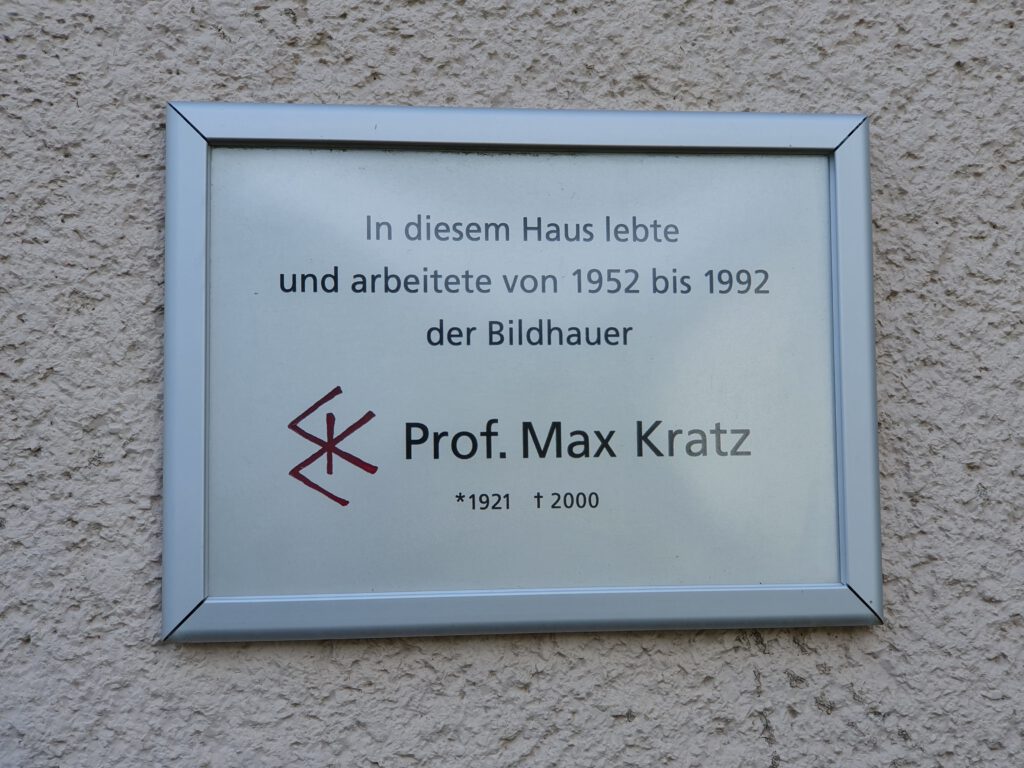 In diesem Haus lebte
und arbeitete von 1952 bis 1992
der Bildhauer
Prof. Max Kratz
*1921 † 2000